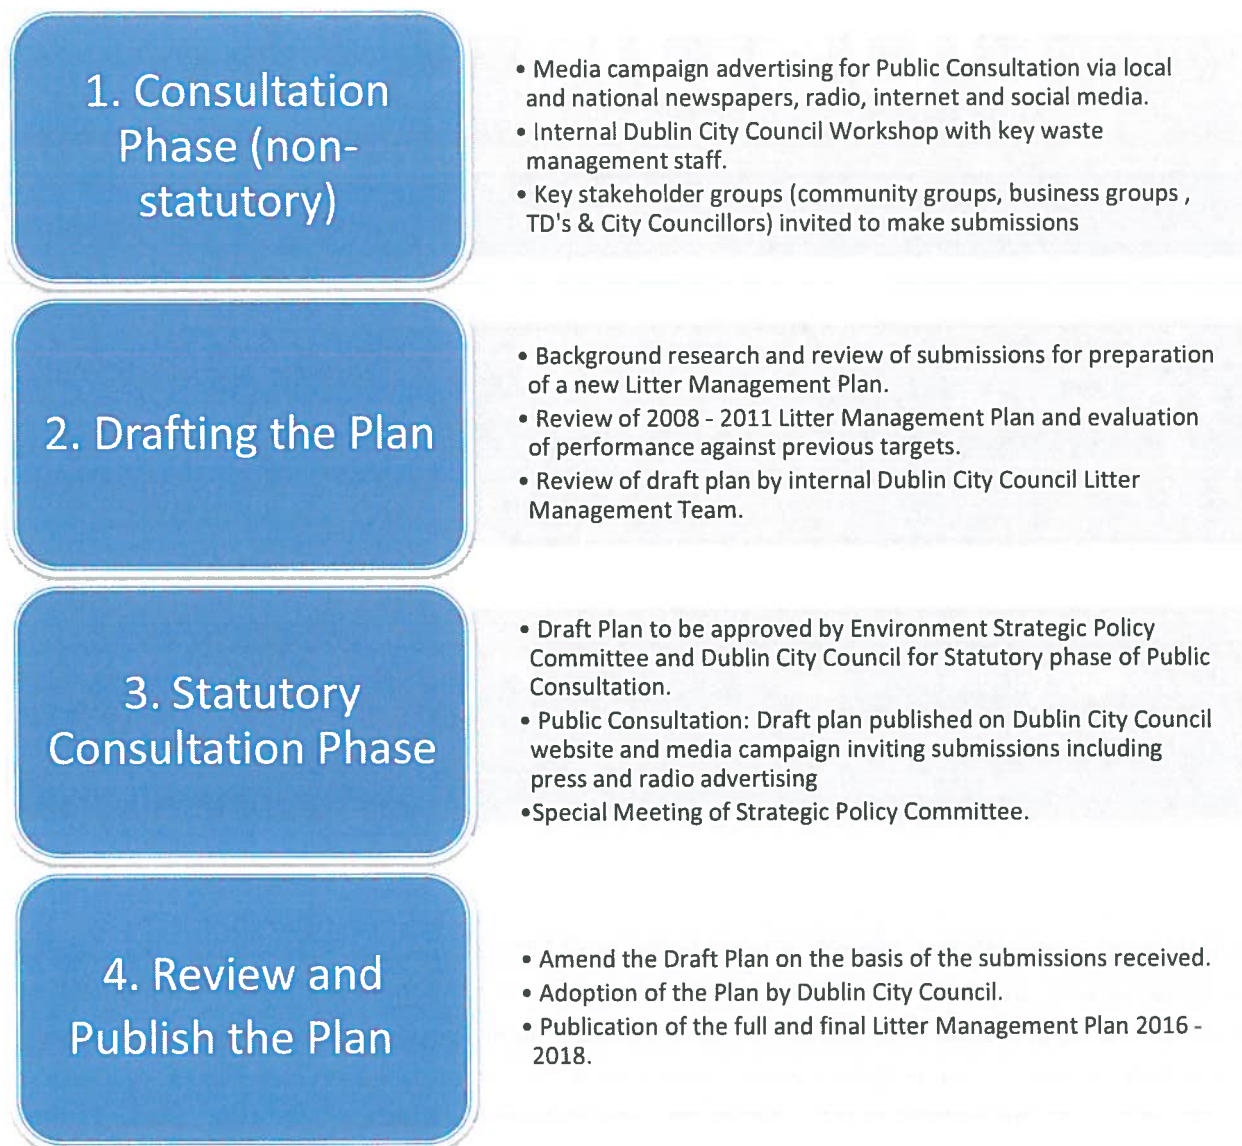 1. Consultation
Phase (non-
statutory)
• Media campaign advertising for Public Consultation via local
and national newspapers, radio, internet and social media.
• Internal Dublin City Council Workshop with key waste
management staff.
• Key stakeholder groups (community groups, business groups ,
TD's & City Councillors) invited to make submissions
2. Drafting the Plan
• Background research and review of submissions for preparation
of a new Litter Management Plan.
• Review of 2008 - 2011 Litter Management Plan and evaluation
of performance against previous targets.
• Review of draft plan by internal Dublin City Council Litter
Management Team.
3. Statutory
Consultation Phase
• Draft Plan to be approved by Environment Strategic Policy
Committee and Dublin City Council for Statutory phase of Public
Consultation.
• Public Consultation: Draft plan published on Dublin City Council
website and media campaign inviting submissions including
press and radio advertising
•Special Meeting of Strategic Policy Committee.
4. Review and
Publish the Plan
• Amend the Draft Plan on the basis of the submissions received.
• Adoption of the Plan by Dublin City Council.
• Publication of the full and final Litter Management Plan 2016 -
2018.